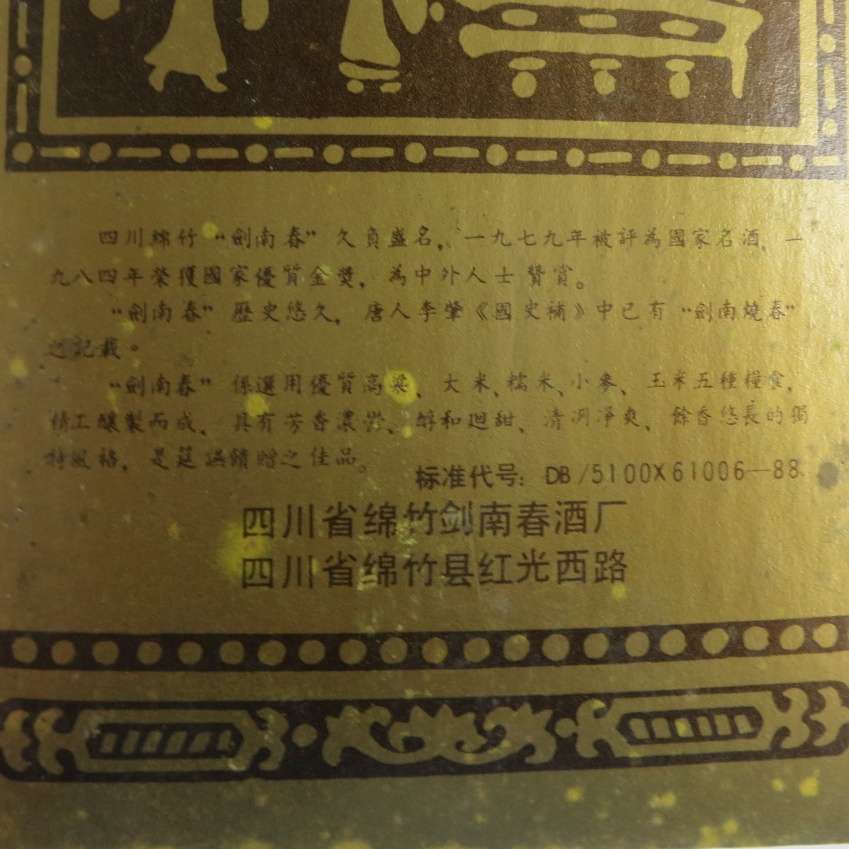 四川綿竹“劍南春”久負盛名，一九七九年被評為國家名酒，一
九八四年榮獲國家優質金獎，為中外人士贊賞。
“劍南春”歷史悠久，唐人李肇《國史補》中已有“劍南燒春”
之記載。
“劍南春”係選用優質高粱、大米、糯米、小麥、玉米五種糧食，
精工釀製而成、具有芳香濃郁、醇和迴甜、清冽淨爽、餘香悠長的獨
特風格，是筵讌饋贈之佳品。
标准代号：DB/5100X61006—88
四川省绵竹剑南春酒厂
四川省绵竹县红光西路